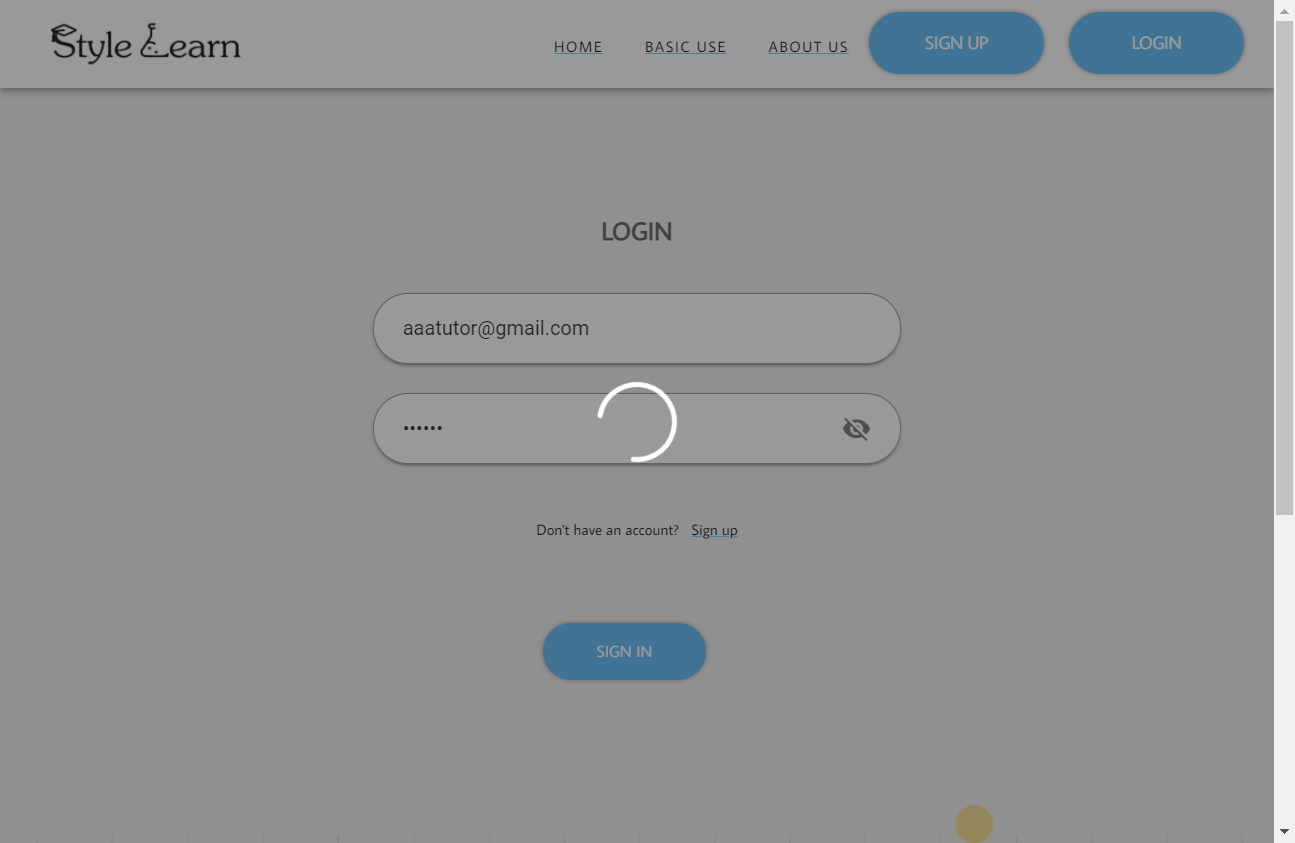 Style Learn
HOME BASIC USE ABOUT US SIGN UP LOGIN
LOGIN
aaatutor@gmail.com
••••••
Don't have an account? Sign up
SIGN IN